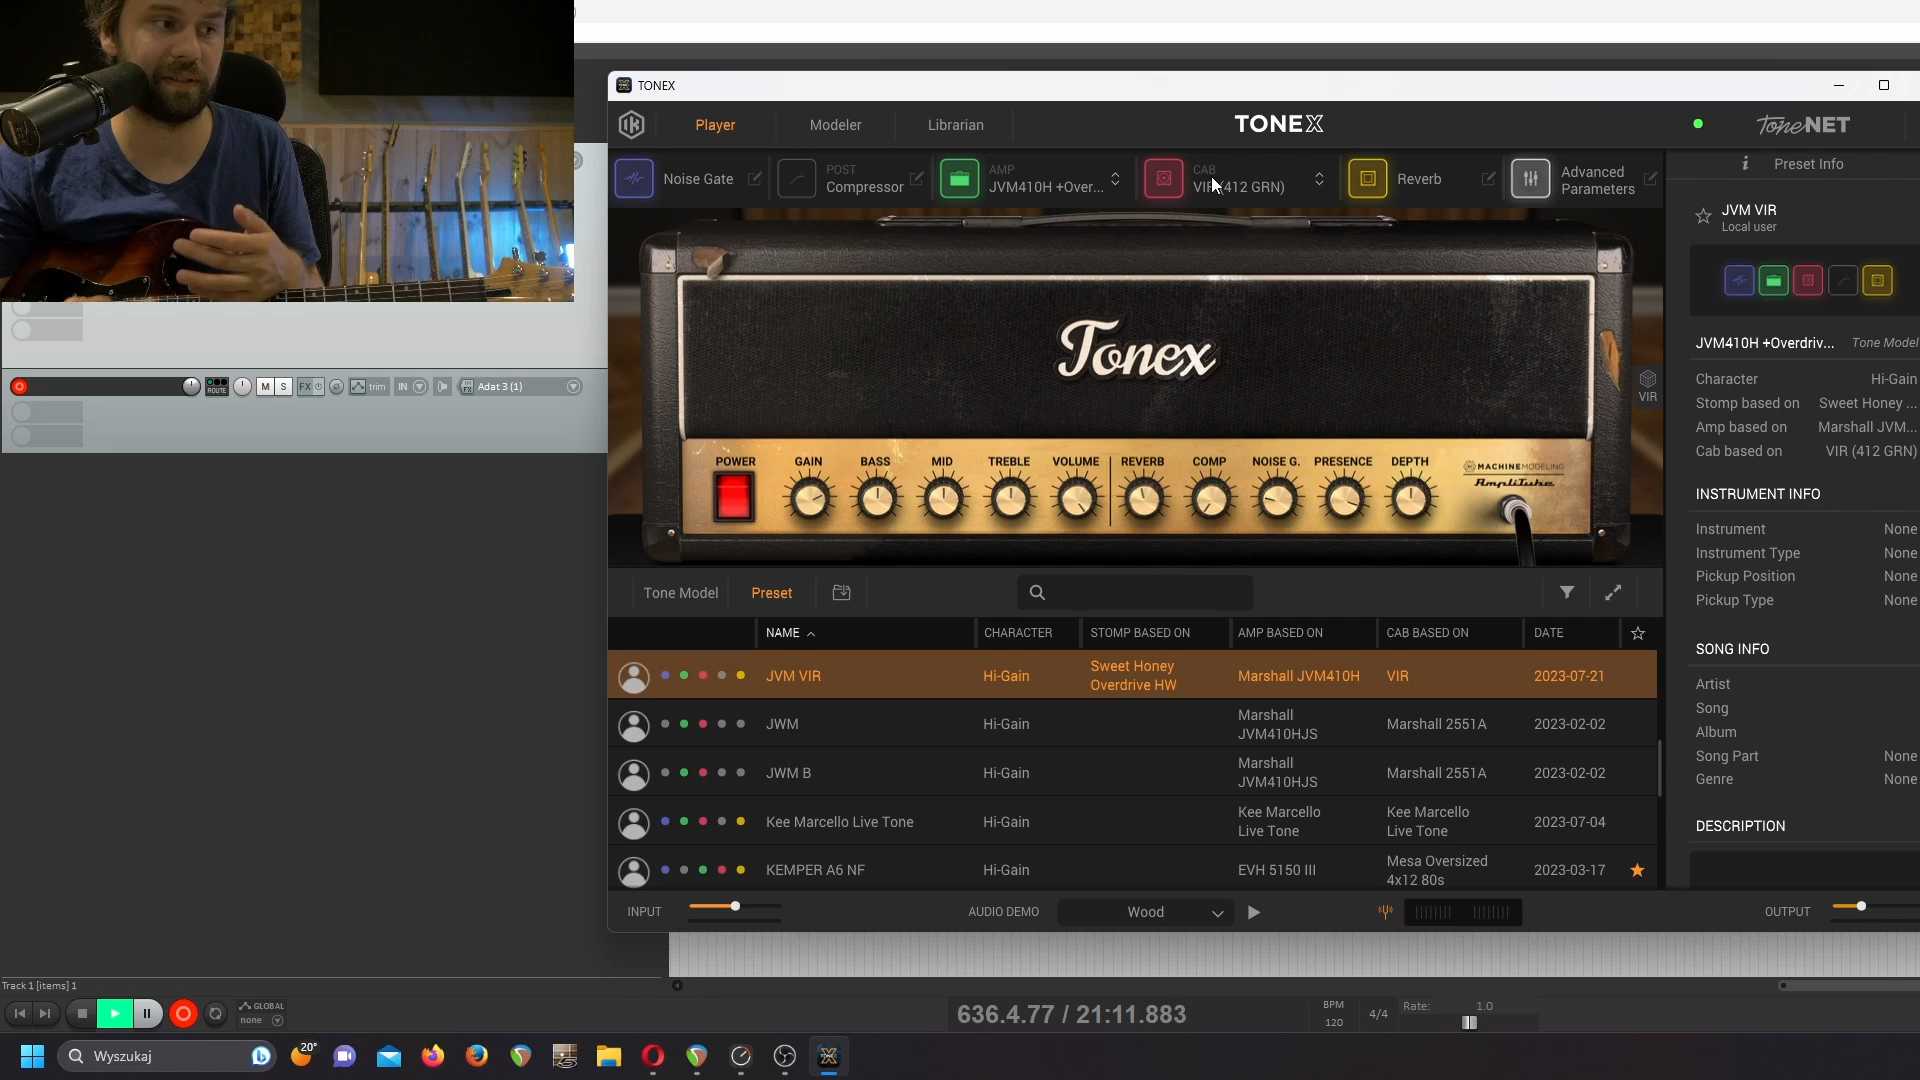 TONEX
Player
Modeler
Librarian
TONEX
ToneNET
Noise Gate
POST
Compressor
AMP
JVM410H +Over...
CAB
VIR (412 GRN)
Reverb
Advanced
Parameters
Preset Info
JVM VIR
Local user
Tonex
VIR
POWER
GAIN
BASS
MID
TREBLE
VOLUME
REVERB
COMP
NOISE G.
PRESENCE
DEPTH
MACHINE MODELING
AmpliTube
JVM410H +Overdriv... Tone Model
Character Hi-Gain
Stomp based on Sweet Honey ...
Amp based on Marshall JVM...
Cab based on VIR (412 GRN)
INSTRUMENT INFO
Instrument None
Instrument Type None
Pickup Position None
Pickup Type None
SONG INFO
Artist
Song
Album
Song Part None
Genre None
DESCRIPTION
ROUTE
M
S
FX
trim
IN
FX
Adat 3 (1)
Tone Model
Preset
NAME
CHARACTER
STOMP BASED ON
AMP BASED ON
CAB BASED ON
DATE
JVM VIR
Hi-Gain
Sweet Honey
Overdrive HW
Marshall JVM410H
VIR
2023-07-21
JWM
Hi-Gain
Marshall
JVM410HJS
Marshall 2551A
2023-02-02
JWM B
Hi-Gain
Marshall
JVM410HJS
Marshall 2551A
2023-02-02
Kee Marcello Live Tone
Hi-Gain
Kee Marcello
Live Tone
Kee Marcello
Live Tone
2023-07-04
KEMPER A6 NF
Hi-Gain
EVH 5150 III
Mesa Oversized
4x12 80s
2023-03-17
INPUT
AUDIO DEMO
Wood
OUTPUT
Track 1 [items] 1
GLOBAL
none
636.4.77 / 21:11.883
BPM
120
4/4
Rate:
1.0
20°
Wyszukaj